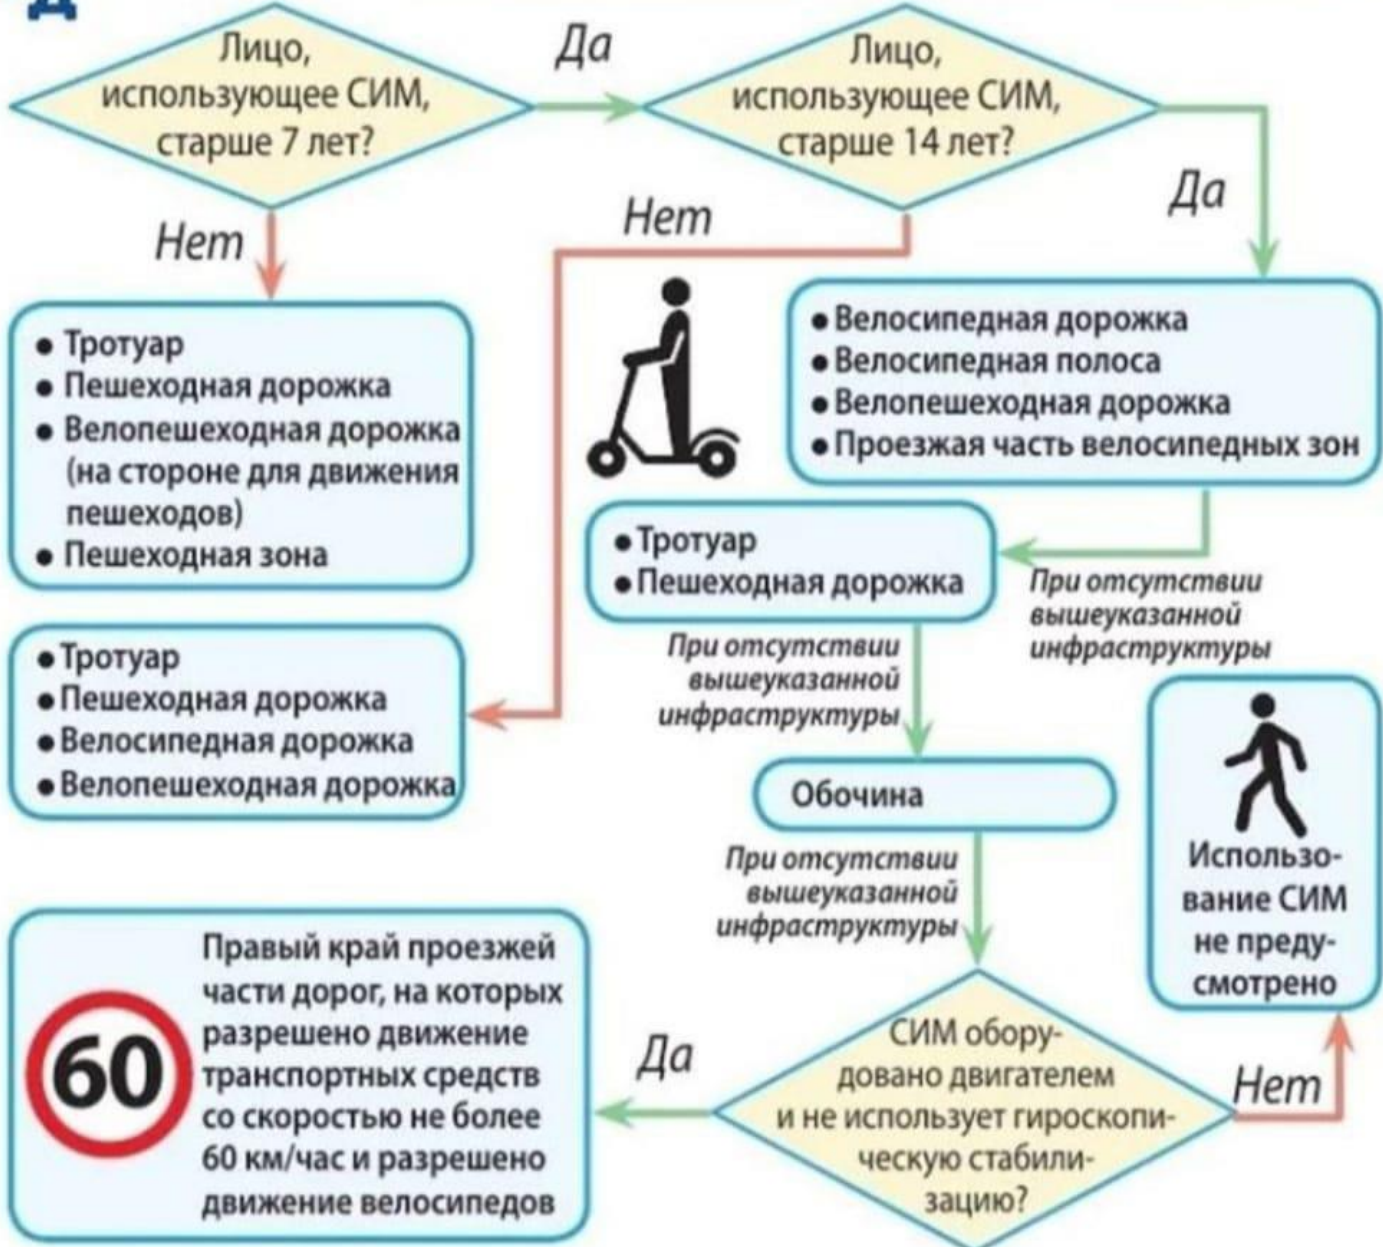 Д
Лицо,
использующее СИМ,
старше 7 лет?
Да
Лицо,
использующее СИМ,
старше 14 лет?
Да
Нет
Нет
• Тротуар
• Пешеходная дорожка
• Велопешеходная дорожка
(на стороне для движения
пешеходов)
• Пешеходная зона
• Велосипедная дорожка
• Велосипедная полоса
• Велопешеходная дорожка
• Проезжая часть велосипедных зон
• Тротуар
• Пешеходная дорожка
При отсутствии
вышеуказанной
инфраструктуры
• Тротуар
• Пешеходная дорожка
• Велосипедная дорожка
• Велопешеходная дорожка
При отсутствии
вышеуказанной
инфраструктуры
Обочина
При отсутствии
вышеуказанной
инфраструктуры
Использо-
вание СИМ
не преду-
смотрено
60
Правый край проезжей
части дорог, на которых
разрешено движение
транспортных средств
со скоростью не более
60 км/час и разрешено
движение велосипедов
Да
СИМ обору-
довано двигателем
и не использует гироскопи-
ческую стабили-
зацию?
Нет